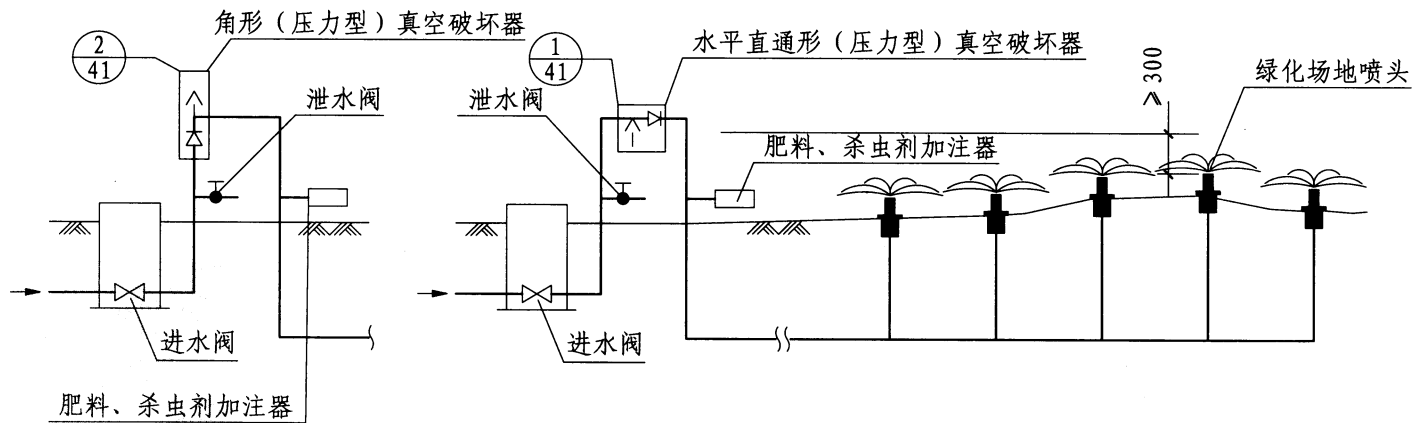 角形（压力型）真空破坏器
2
41
泄水阀
进水阀
肥料、杀虫剂加注器
水平直通形（压力型）真空破坏器
1
41
泄水阀
肥料、杀虫剂加注器
进水阀
≥300
绿化场地喷头